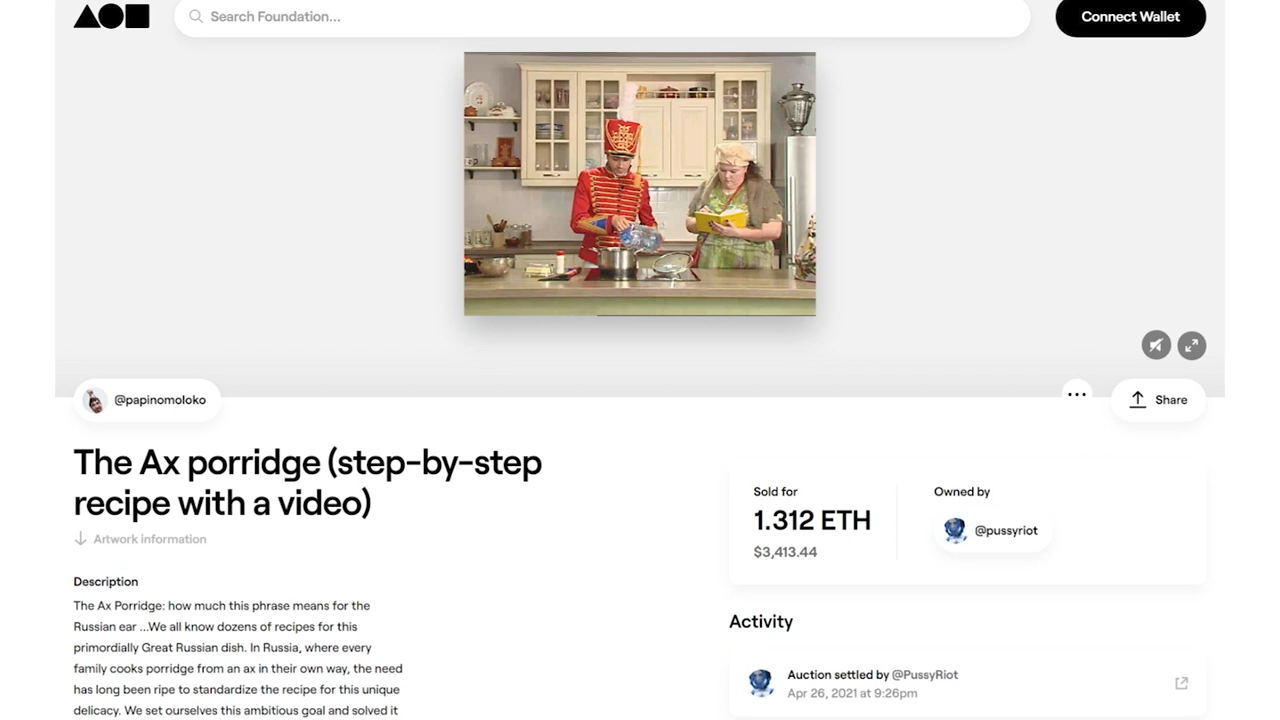 Search Foundation...
Connect Wallet
@papinomoloko
Share
The Ax porridge (step-by-step
recipe with a video)
Artwork information
Description
The Ax Porridge: how much this phrase means for the
Russian ear ...We all know dozens of recipes for this
primordially Great Russian dish. In Russia, where every
family cooks porridge from an ax in their own way, the need
has long been ripe to standardize the recipe for this unique
delicacy. We set ourselves this ambitious goal and solved it
Sold for
1.312 ETH
$3,413.44
Owned by
@pussyriot
Activity
Auction settled by @PussyRiot
Apr 26, 2021 at 9:26pm